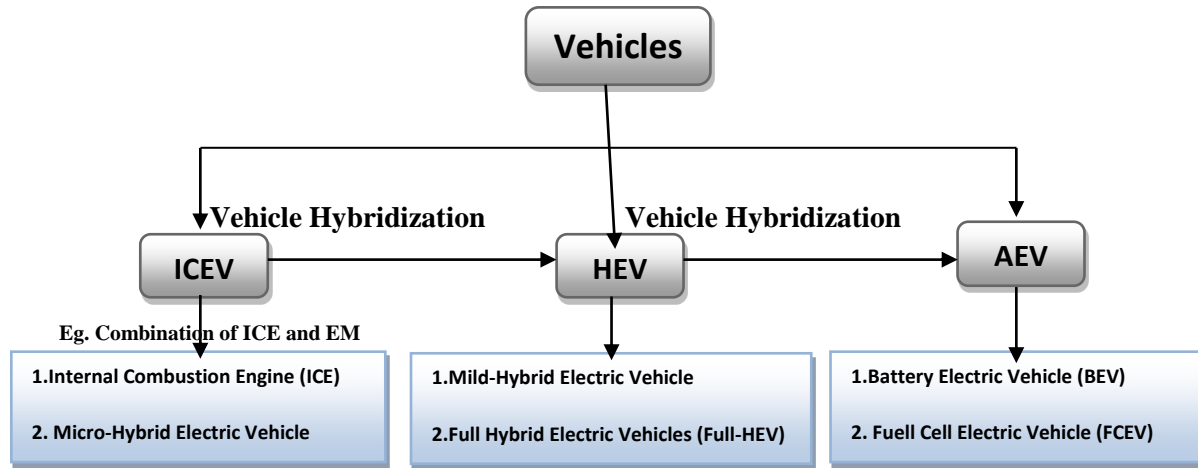 Vehicles
Vehicle Hybridization
Vehicle Hybridization
ICEV
HEV
AEV
Eg. Combination of ICE and EM
1.Internal Combustion Engine (ICE)
2. Micro-Hybrid Electric Vehicle
1.Mild-Hybrid Electric Vehicle
2.Full Hybrid Electric Vehicles (Full-HEV)
1.Battery Electric Vehicle (BEV)
2. Fuell Cell Electric Vehicle (FCEV)